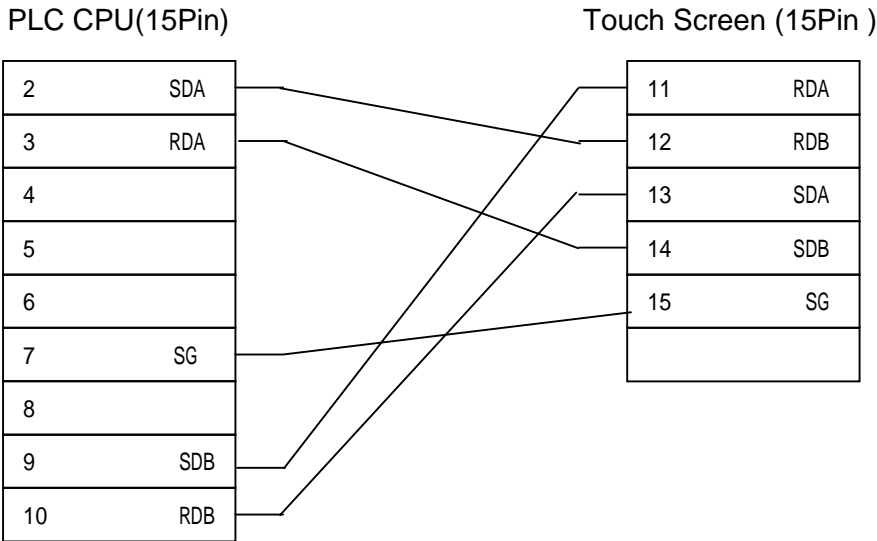 PLC CPU(15Pin)
Touch Screen (15Pin )
2 SDA
3 RDA
4
5
6
7 SG
8
9 SDB
10 RDB
11 RDA
12 RDB
13 SDA
14 SDB
15 SG